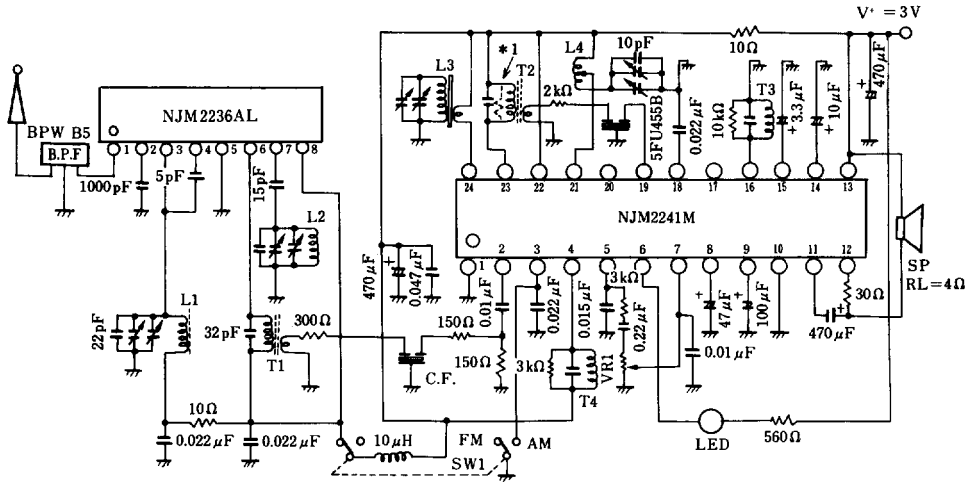 V⁺ = 3V
10Ω
470μF
+
L3
*1
T2
L4
10pF
2kΩ
5FU455B
0.022μF
10kΩ
T3
+ 3.3μF
+ 10μF
24
23
22
21
20
19
18
17
16
15
14
13
NJM2241M
1
2
3
4
5
6
7
8
9
10
11
12
SP
RL=4Ω
NJM2236AL
BPW B5
B.P.F
1
2
3
4
5
6
7
8
1000pF
5pF
15pF
L2
470μF
+
0.047μF
0.01μF
0.022μF
0.015μF
3kΩ
0.22μF
+
47μF
+
100μF
470μF
+
30Ω
0.01μF
22pF
L1
32pF
T1
300Ω
150Ω
150Ω
C.F.
3kΩ
T4
VR1
10Ω
0.022μF
0.022μF
10μH
FM
AM
SW1
LED
560Ω